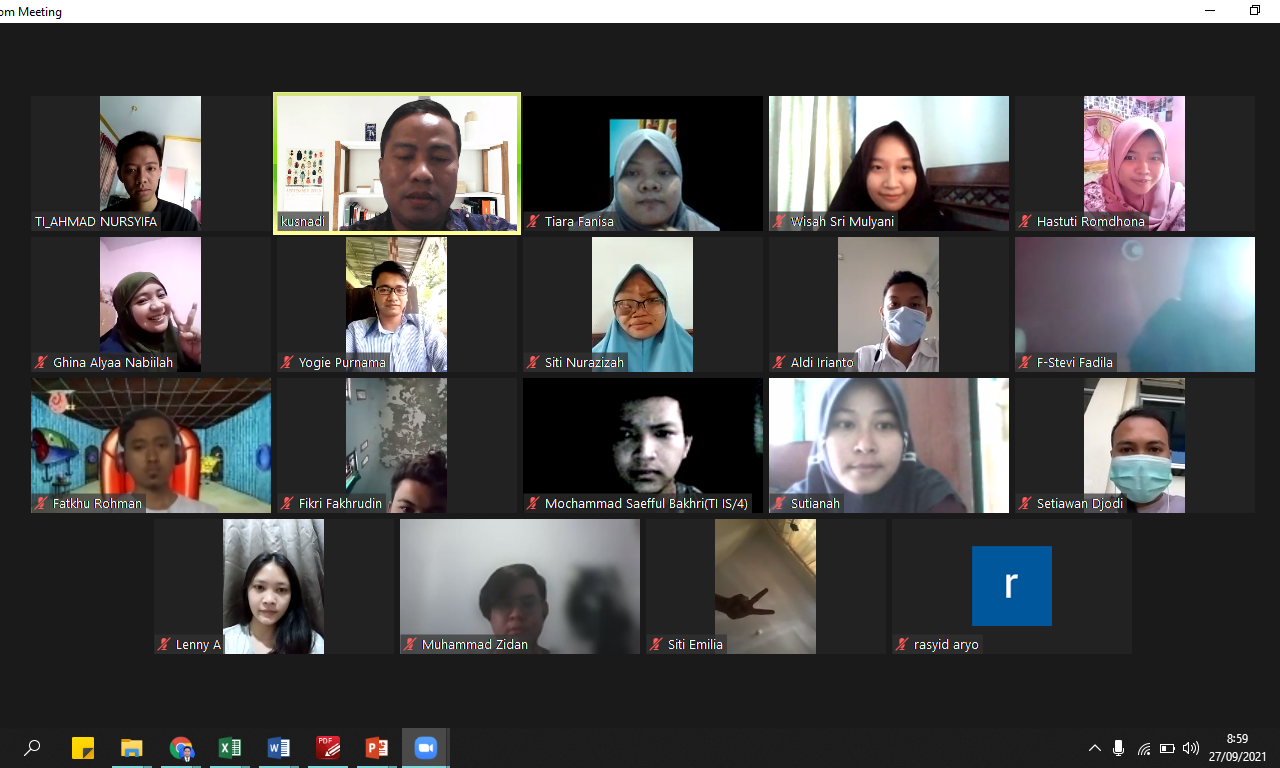 om Meeting
TI_AHMAD NURSYIFA
kusnadi
Tiara Fanisa
Wisah Sri Mulyani
Hastuti Romdhona
Ghina Alyaa Nabiilah
Yogie Purnama
Siti Nurazizah
Aldi Irianto
F-Stevi Fadila
Fatkhu Rohman
Fikri Fakhrudin
Mochammad Saefful Bakhri(TI IS/4)
Sutianah
Setiawan Djodi
Lenny A
Muhammad Zidan
Siti Emilia
r
rasyid aryo
PDF
8:59
27/09/2021